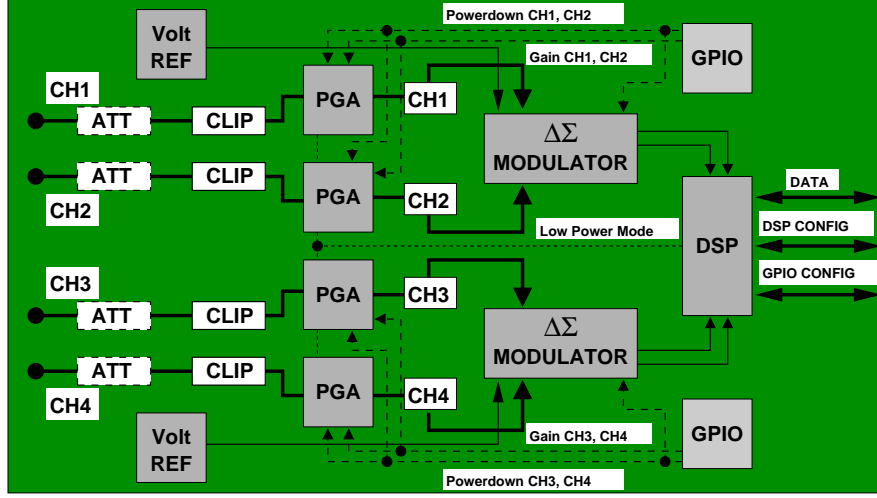 Powerdown CH1, CH2
Volt
REF
Gain CH1, CH2
GPIO
CH1
PGA
CH1
ATT
CLIP
ΔΣ
MODULATOR
ATT
CLIP
PGA
CH2
CH2
DATA
DSP CONFIG
Low Power Mode
DSP
GPIO CONFIG
CH3
PGA
CH3
ATT
CLIP
ΔΣ
MODULATOR
ATT
CLIP
PGA
CH4
CH4
Volt
REF
Gain CH3, CH4
GPIO
Powerdown CH3, CH4